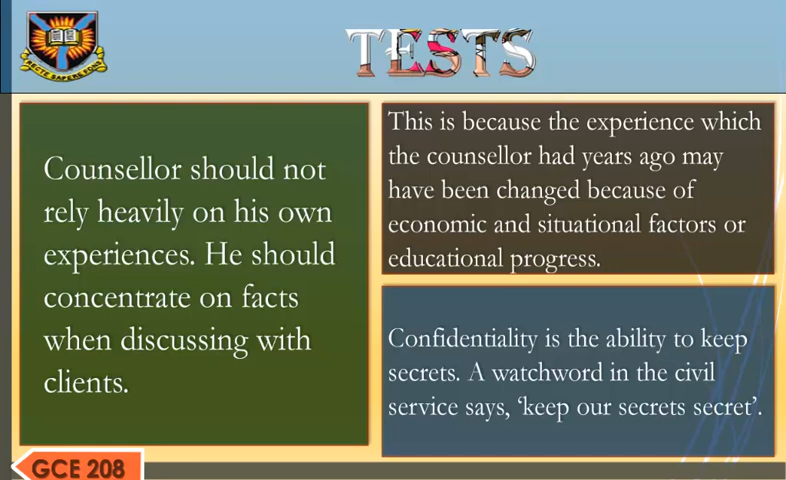 RECTE SAPERE FONS
TESTS
Counsellor should not
rely heavily on his own
experiences. He should
concentrate on facts
when discussing with
clients.
This is because the experience which
the counsellor had years ago may
have been changed because of
economic and situational factors or
educational progress.
Confidentiality is the ability to keep
secrets. A watchword in the civil
service says, ‘keep our secrets secret’.
GCE 208